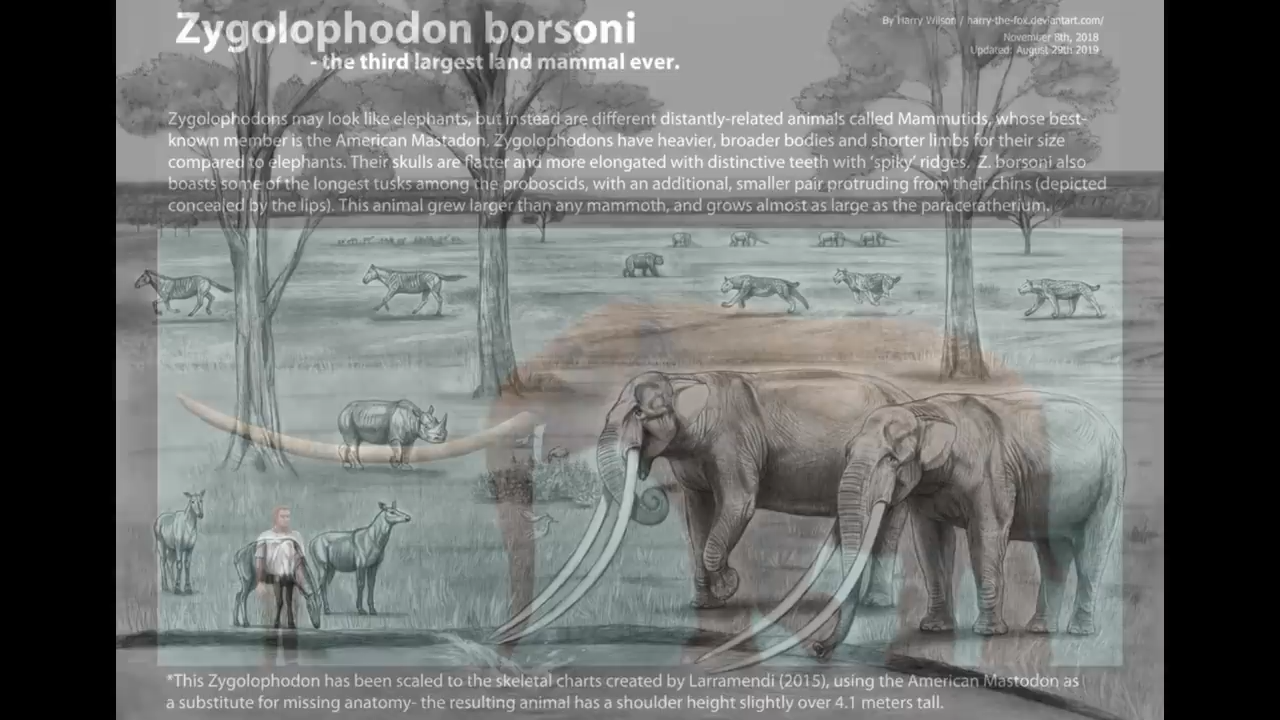 Zygolophodon borsoni
- the third largest land mammal ever.
By Harry Wilson / harry-the-fox.deviantart.com/
November 8th, 2018
Updated: August 29th 2019
Zygolophodons may look like elephants, but instead are different distantly-related animals called Mammutids, whose best-
known member is the American Mastadon. Zygolophodons have heavier, broader bodies and shorter limbs for their size
compared to elephants. Their skulls are flatter and more elongated with distinctive teeth with 'spiky' ridges. Z. borsoni also
boasts some of the longest tusks among the proboscids, with an additional, smaller pair protruding from their chins (depicted
concealed by the lips). This animal grew larger than any mammoth, and grows almost as large as the paraceratherium.
*This Zygolophodon has been scaled to the skeletal charts created by Larramendi (2015), using the American Mastodon as
a substitute for missing anatomy- the resulting animal has a shoulder height slightly over 4.1 meters tall.